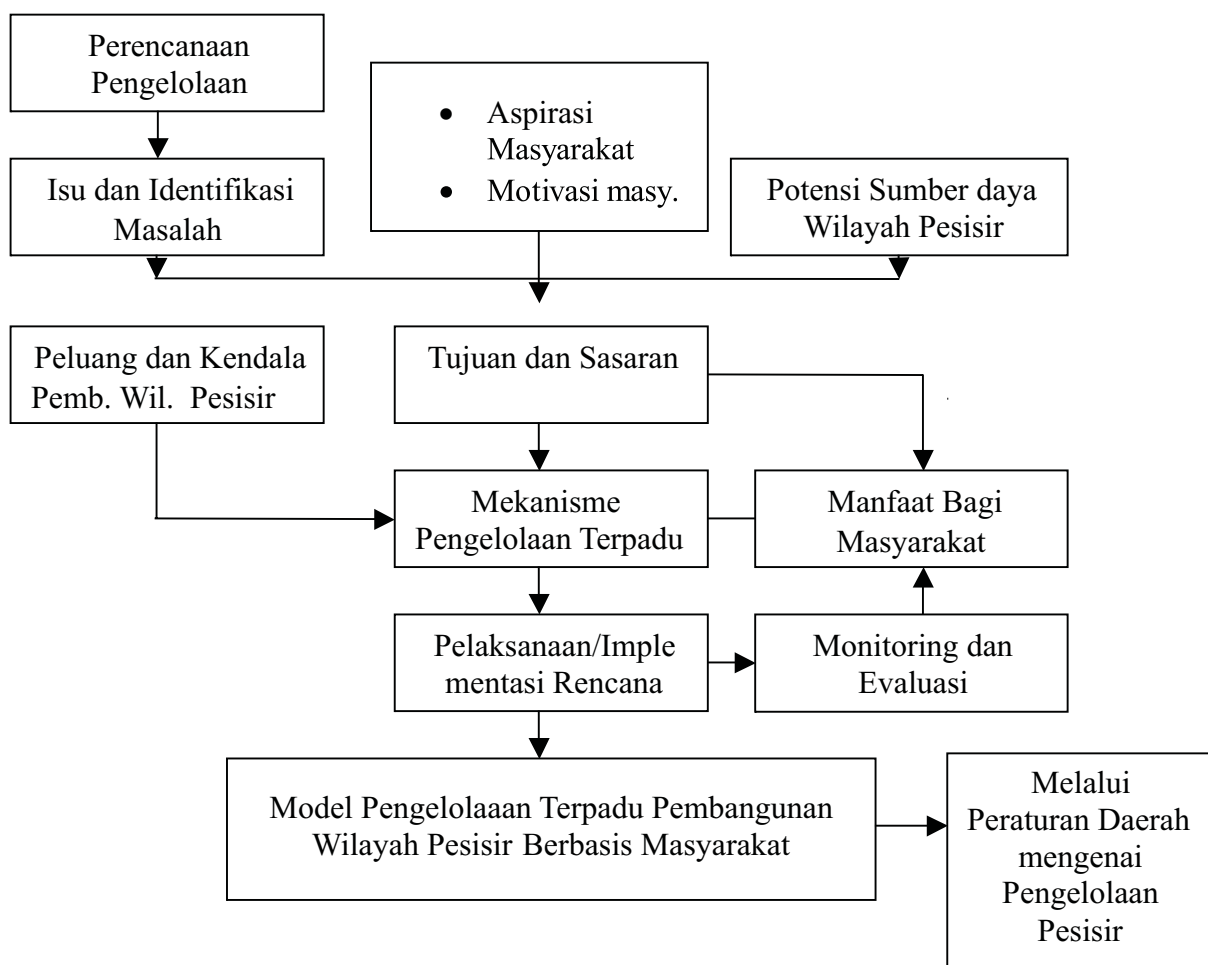 Perencanaan
Pengelolaan
• Aspirasi
Masyarakat
• Motivasi masy.
Isu dan Identifikasi
Masalah
Potensi Sumber daya
Wilayah Pesisir
Peluang dan Kendala
Pemb. Wil. Pesisir
Tujuan dan Sasaran
Mekanisme
Pengelolaan Terpadu
Manfaat Bagi
Masyarakat
Pelaksanaan/Imple
mentasi Rencana
Monitoring dan
Evaluasi
Model Pengelolaaan Terpadu Pembangunan
Wilayah Pesisir Berbasis Masyarakat
Melalui
Peraturan Daerah
mengenai
Pengelolaan
Pesisir